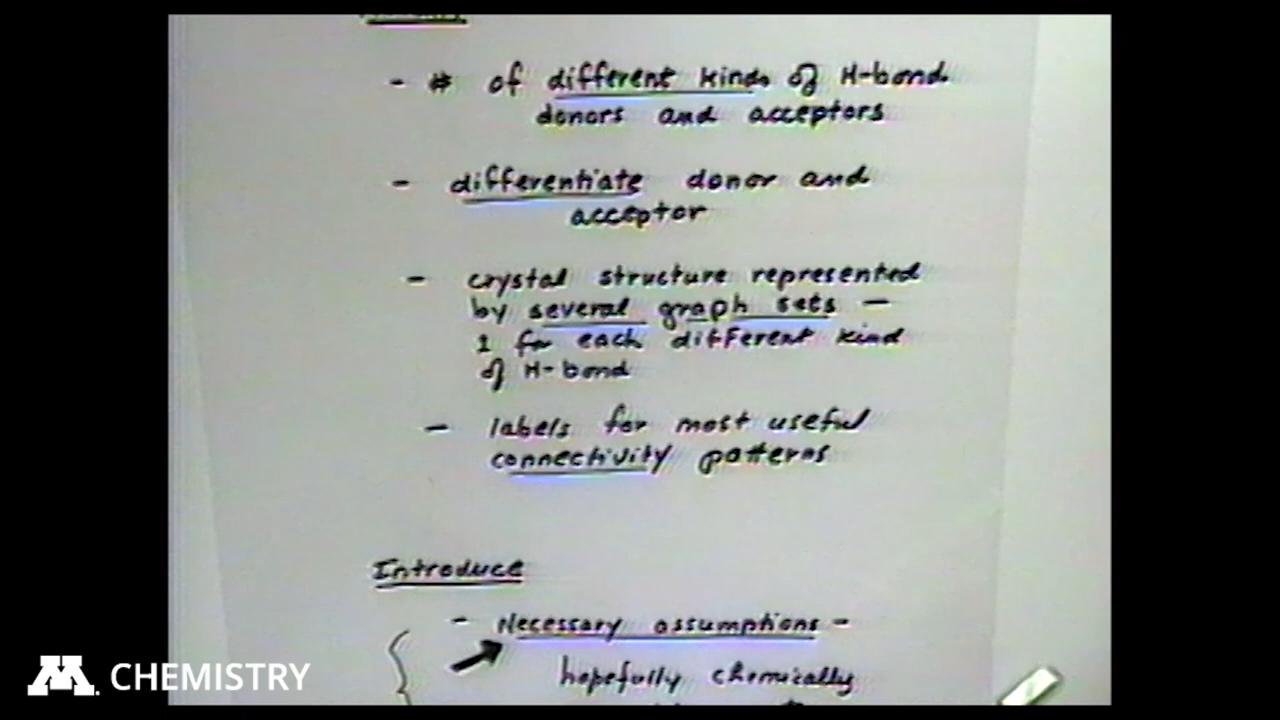 - # of different kinds of H-bond
donors and acceptors
- differentiate donor and
acceptor
- crystal structure represented
by several graph sets -
1 for each different kind
of H-bond
- labels for most useful
connectivity patterns
Introduce
- Necessary assumptions -
hopefully chemically
M. CHEMISTRY